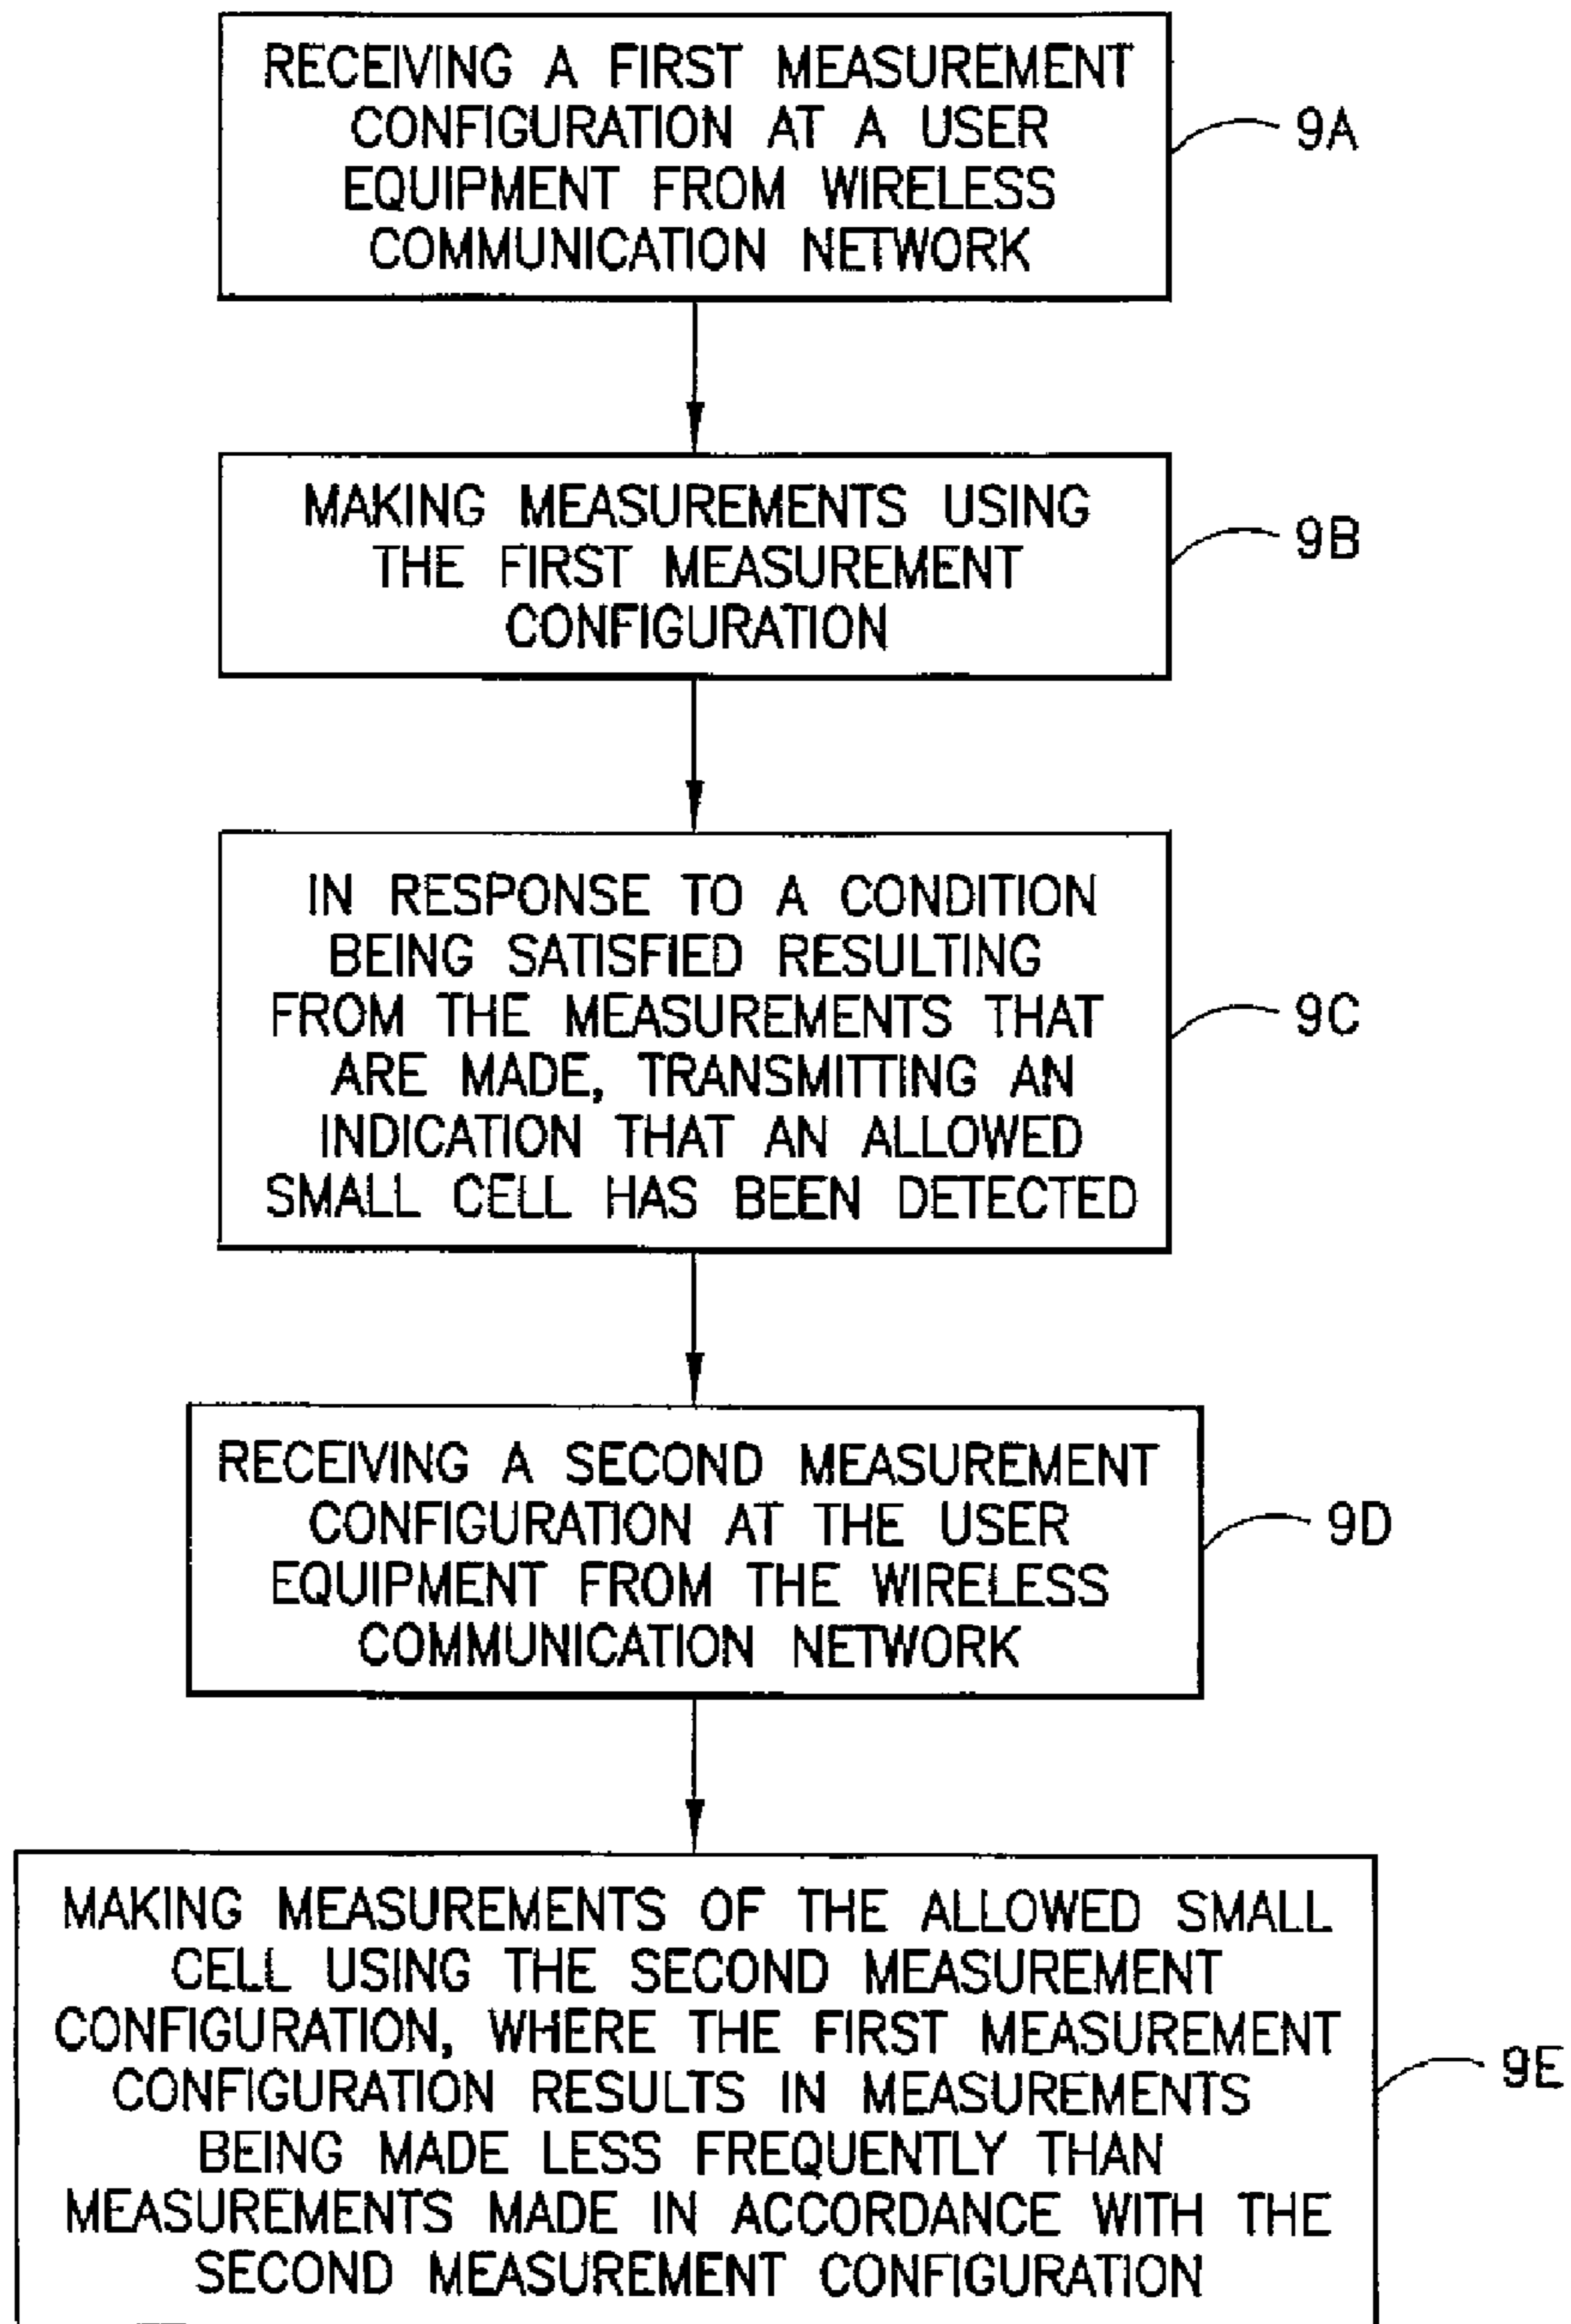 RECEIVING A FIRST MEASUREMENT
CONFIGURATION AT A USER
EQUIPMENT FROM WIRELESS
COMMUNICATION NETWORK
9A
MAKING MEASUREMENTS USING
THE FIRST MEASUREMENT
CONFIGURATION
9B
IN RESPONSE TO A CONDITION
BEING SATISFIED RESULTING
FROM THE MEASUREMENTS THAT
ARE MADE, TRANSMITTING AN
INDICATION THAT AN ALLOWED
SMALL CELL HAS BEEN DETECTED
9C
RECEIVING A SECOND MEASUREMENT
CONFIGURATION AT THE USER
EQUIPMENT FROM THE WIRELESS
COMMUNICATION NETWORK
9D
MAKING MEASUREMENTS OF THE ALLOWED SMALL
CELL USING THE SECOND MEASUREMENT
CONFIGURATION, WHERE THE FIRST MEASUREMENT
CONFIGURATION RESULTS IN MEASUREMENTS
BEING MADE LESS FREQUENTLY THAN
MEASUREMENTS MADE IN ACCORDANCE WITH THE
SECOND MEASUREMENT CONFIGURATION
9E